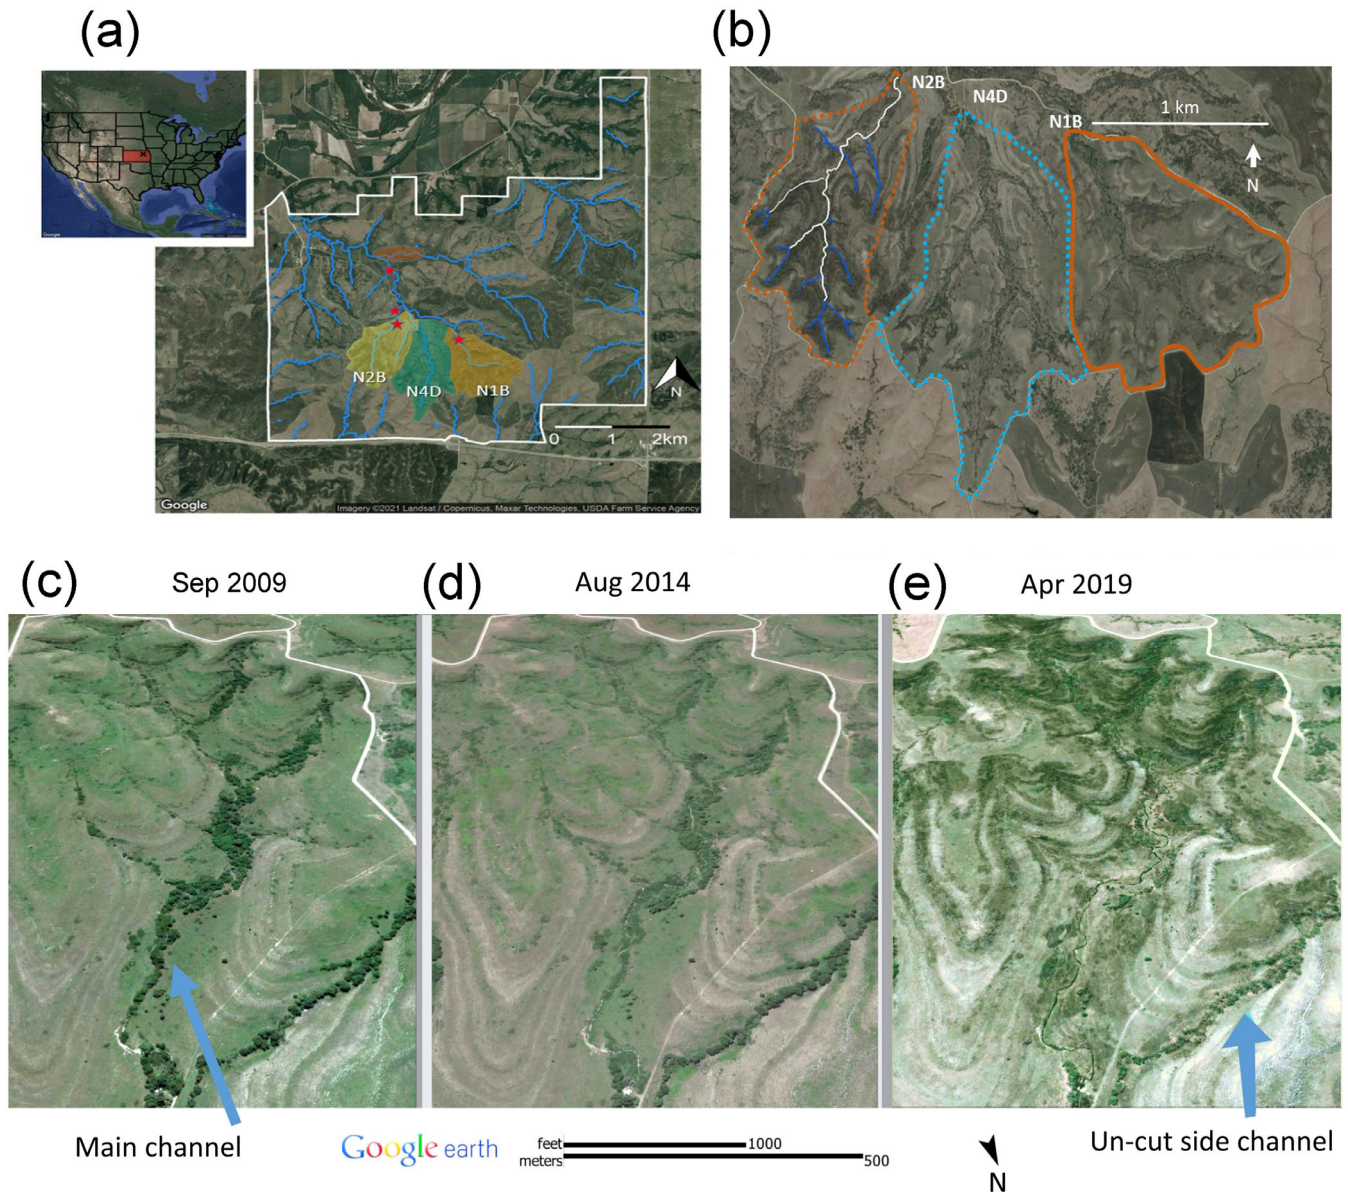 (a)
(b)
Google
N2B
N4D
N1B
N
0 1 2km
Google
Imagery ©2021 Landsat / Copernicus, Maxar Technologies, USDA Farm Service Agency
N2B
N4D
N1B
1 km
N
(c)
Sep 2009
(d)
Aug 2014
(e)
Apr 2019
Main channel
Google earth
feet 1000
meters 500
N
Un-cut side channel